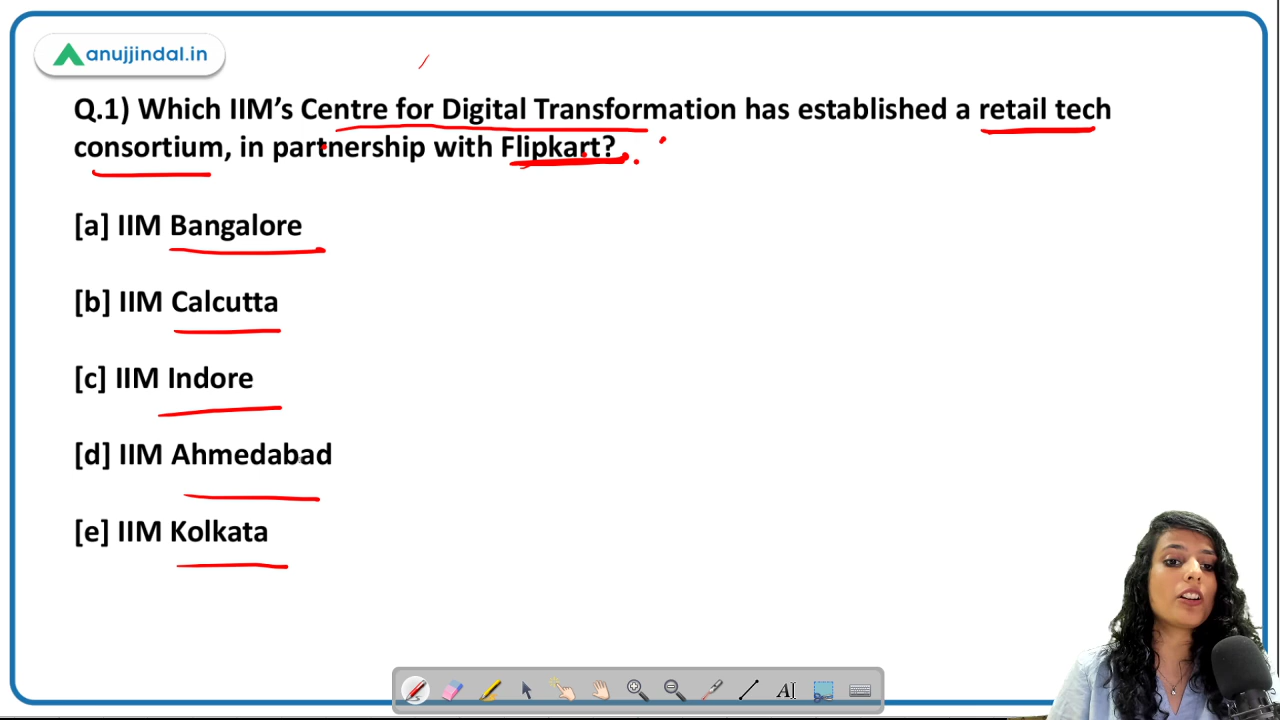 anujjindal.in
Q.1) Which IIM’s Centre for Digital Transformation has established a retail tech
consortium, in partnership with Flipkart?
[a] IIM Bangalore
[b] IIM Calcutta
[c] IIM Indore
[d] IIM Ahmedabad
[e] IIM Kolkata
AI